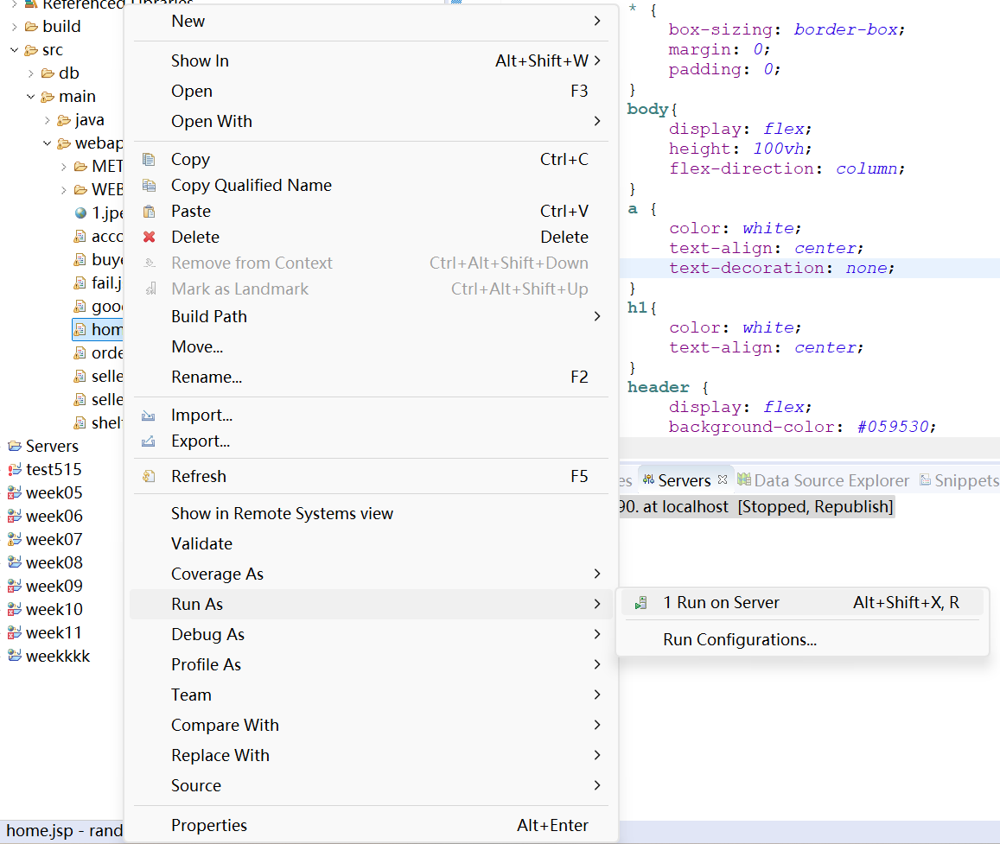 Referenced Libraries
build
src
db
main
java
webap
MET
WEB
1.jpe
acco
buye
fail.j
good
hom
orde
selle
selle
shel
Servers
test515
week05
week06
week07
week08
week09
week10
week11
weekkkk
home.jsp - rand
New
Show In Alt+Shift+W
Open F3
Open With
Copy Ctrl+C
Copy Qualified Name
Paste Ctrl+V
Delete Delete
Remove from Context Ctrl+Alt+Shift+Down
Mark as Landmark Ctrl+Alt+Shift+Up
Build Path
Move...
Rename... F2
Import...
Export...
Refresh F5
Show in Remote Systems view
Validate
Coverage As
Run As
Debug As
Profile As
Team
Compare With
Replace With
Source
Properties Alt+Enter
1 Run on Server Alt+Shift+X, R
Run Configurations...
* {
box-sizing: border-box;
margin: 0;
padding: 0;
}
body{
display: flex;
height: 100vh;
flex-direction: column;
}
a {
color: white;
text-align: center;
text-decoration: none;
}
h1{
color: white;
text-align: center;
}
header {
display: flex;
background-color: #059530;
es Servers Data Source Explorer Snippets
90. at localhost [Stopped, Republish]